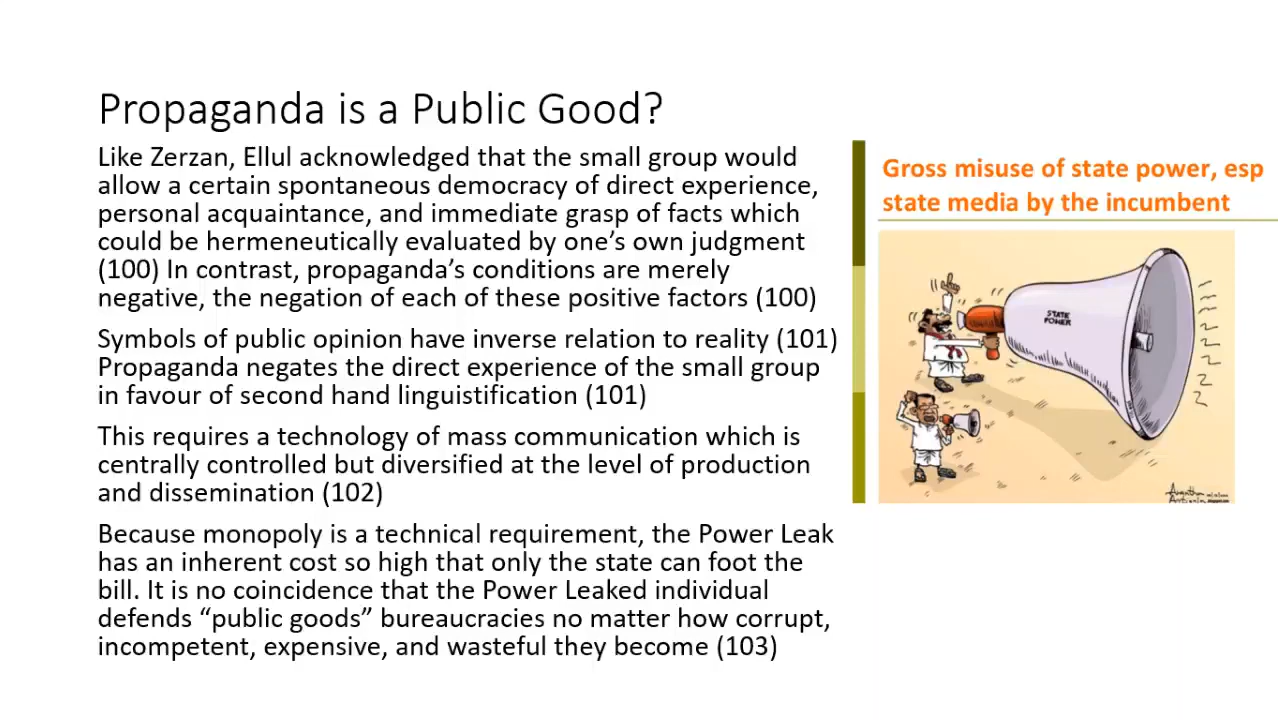 Propaganda is a Public Good?
Like Zerzan, Ellul acknowledged that the small group would
allow a certain spontaneous democracy of direct experience,
personal acquaintance, and immediate grasp of facts which
could be hermeneutically evaluated by one’s own judgment
(100) In contrast, propaganda’s conditions are merely
negative, the negation of each of these positive factors (100)
Symbols of public opinion have inverse relation to reality (101)
Propaganda negates the direct experience of the small group
in favour of second hand linguistification (101)
This requires a technology of mass communication which is
centrally controlled but diversified at the level of production
and dissemination (102)
Because monopoly is a technical requirement, the Power Leak
has an inherent cost so high that only the state can foot the
bill. It is no coincidence that the Power Leaked individual
defends “public goods” bureaucracies no matter how corrupt,
incompetent, expensive, and wasteful they become (103)
Gross misuse of state power, esp
state media by the incumbent
STATE
POWER